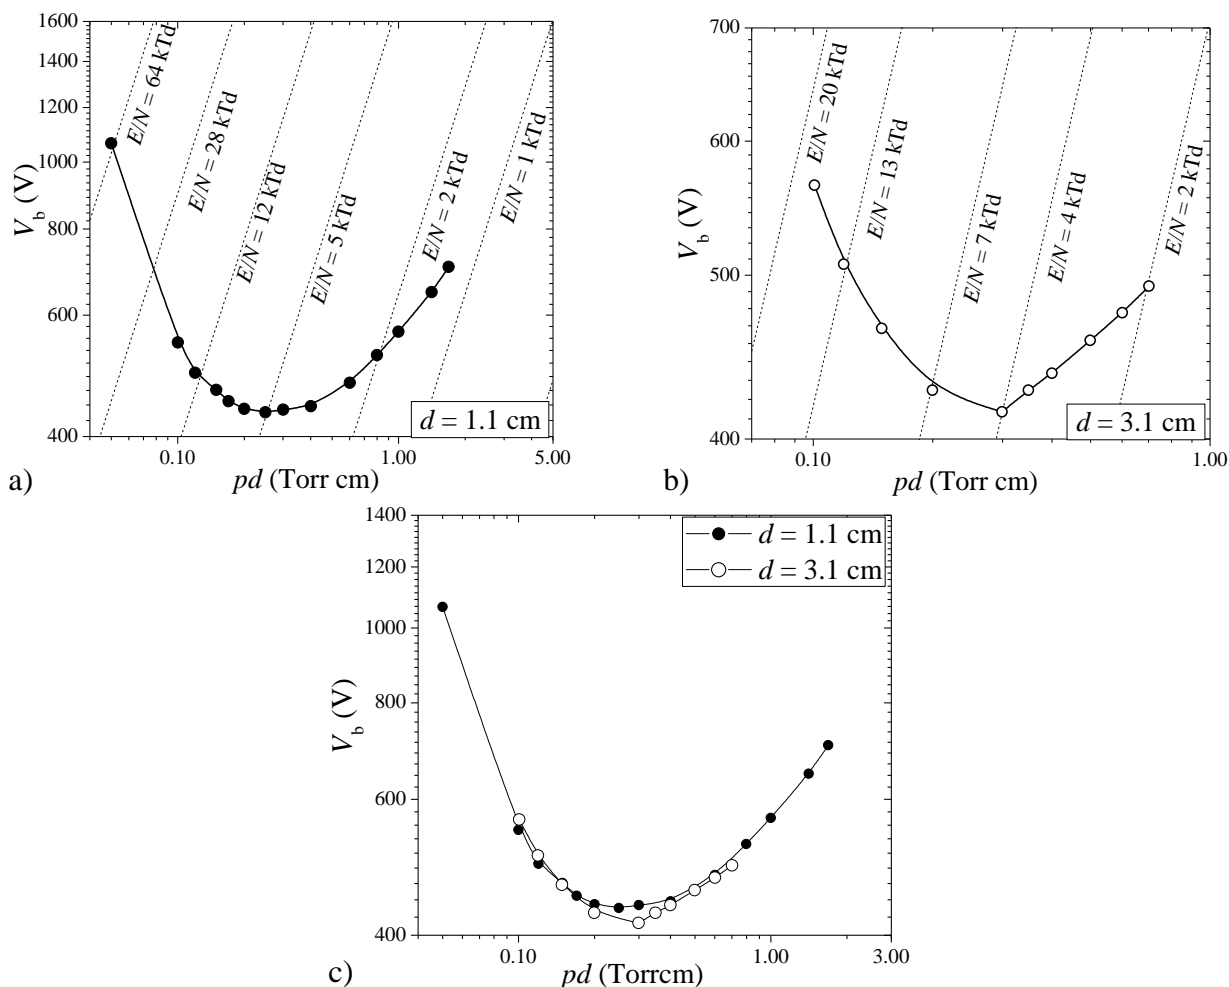 1600
1400
1200
1000
800
600
400
V_b (V)
E/N = 64 kTd
E/N = 28 kTd
E/N = 12 kTd
E/N = 5 kTd
E/N = 2 kTd
E/N = 1 kTd
d = 1.1 cm
0.10
1.00
5.00
pd (Torr cm)
a)
700
600
500
400
V_b (V)
E/N = 20 kTd
E/N = 13 kTd
E/N = 7 kTd
E/N = 4 kTd
E/N = 2 kTd
d = 3.1 cm
0.10
1.00
pd (Torr cm)
b)
1400
1200
1000
800
600
400
V_b (V)
d = 1.1 cm
d = 3.1 cm
0.10
1.00
3.00
pd (Torrcm)
c)